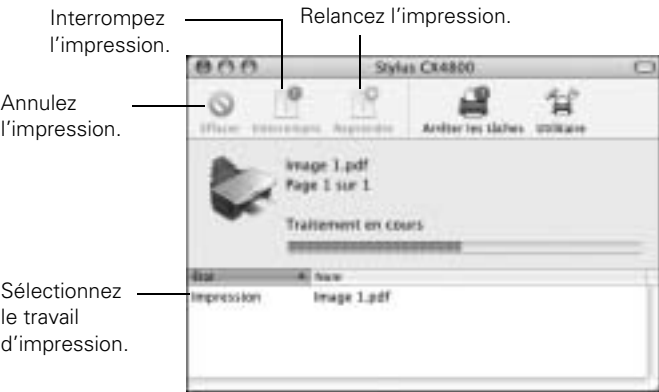 Interrompez
l'impression.
Relancez l'impression.
Annulez
l'impression.
Stylus CX4800
Effacer Interrompre Reprendre Arrêter les tâches Utilitaire
Image 1.pdf
Page 1 sur 1
Traitement en cours
État Nom
Impression Image 1.pdf
Sélectionnez
le travail
d'impression.